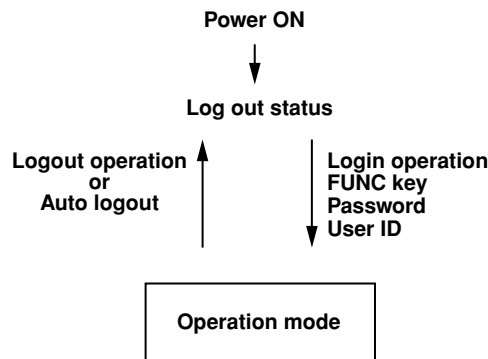 Power ON
Log out status
Logout operation
or
Auto logout
Login operation
FUNC key
Password
User ID
Operation mode